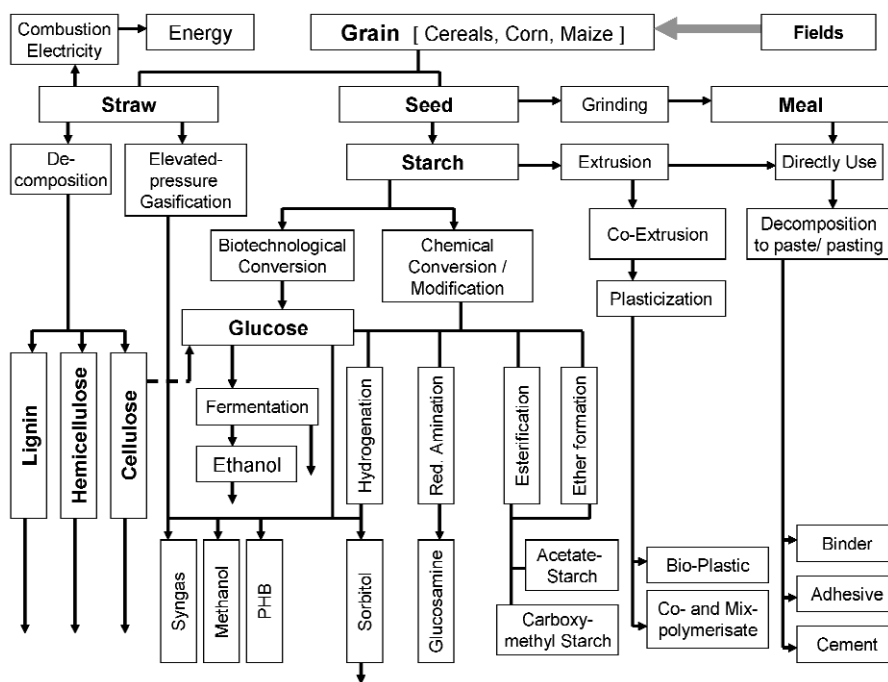 Combustion
Electricity
Energy
Grain [ Cereals, Corn, Maize ]
Fields
Straw
Seed
Grinding
Meal
De-
composition
Elevated-
pressure
Gasification
Starch
Extrusion
Directly Use
Biotechnological
Conversion
Chemical
Conversion /
Modification
Co-Extrusion
Decomposition
to paste/ pasting
Plasticization
Glucose
Lignin
Hemicellulose
Cellulose
Fermentation
Ethanol
Hydrogenation
Red. Amination
Esterification
Ether formation
Syngas
Methanol
PHB
Sorbitol
Glucosamine
Acetate-
Starch
Carboxy-
methyl Starch
Bio-Plastic
Co- and Mix-
polymerisate
Binder
Adhesive
Cement